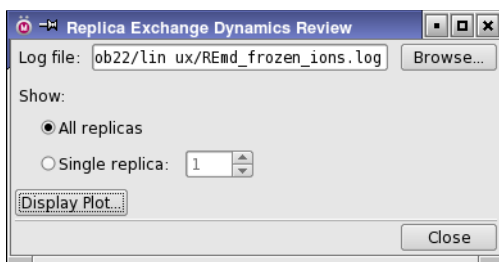 Replica Exchange Dynamics Review
Log file: ob22/lin ux/REmd_frozen_ions.log Browse...
Show:
All replicas
Single replica: 1
Display Plot...
Close